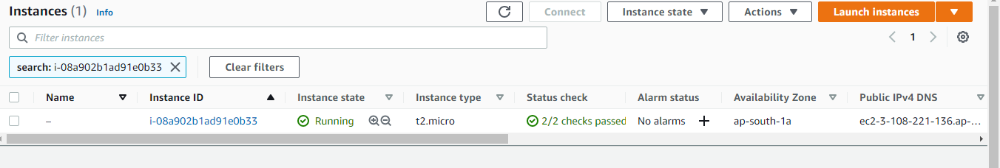 Instances (1) Info
Connect Instance state Actions Launch instances
Filter instances
1
search: i-08a902b1ad91e0b33 Clear filters
Name Instance ID Instance state Instance type Status check Alarm status Availability Zone Public IPv4 DNS
– i-08a902b1ad91e0b33 Running t2.micro 2/2 checks passed No alarms ap-south-1a ec2-3-108-221-136.ap-...